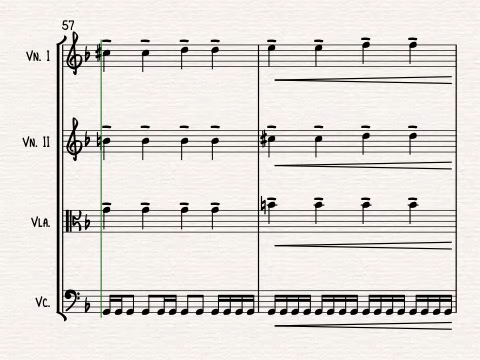 57
Vn. I
Vn. II
Vla.
Vc.